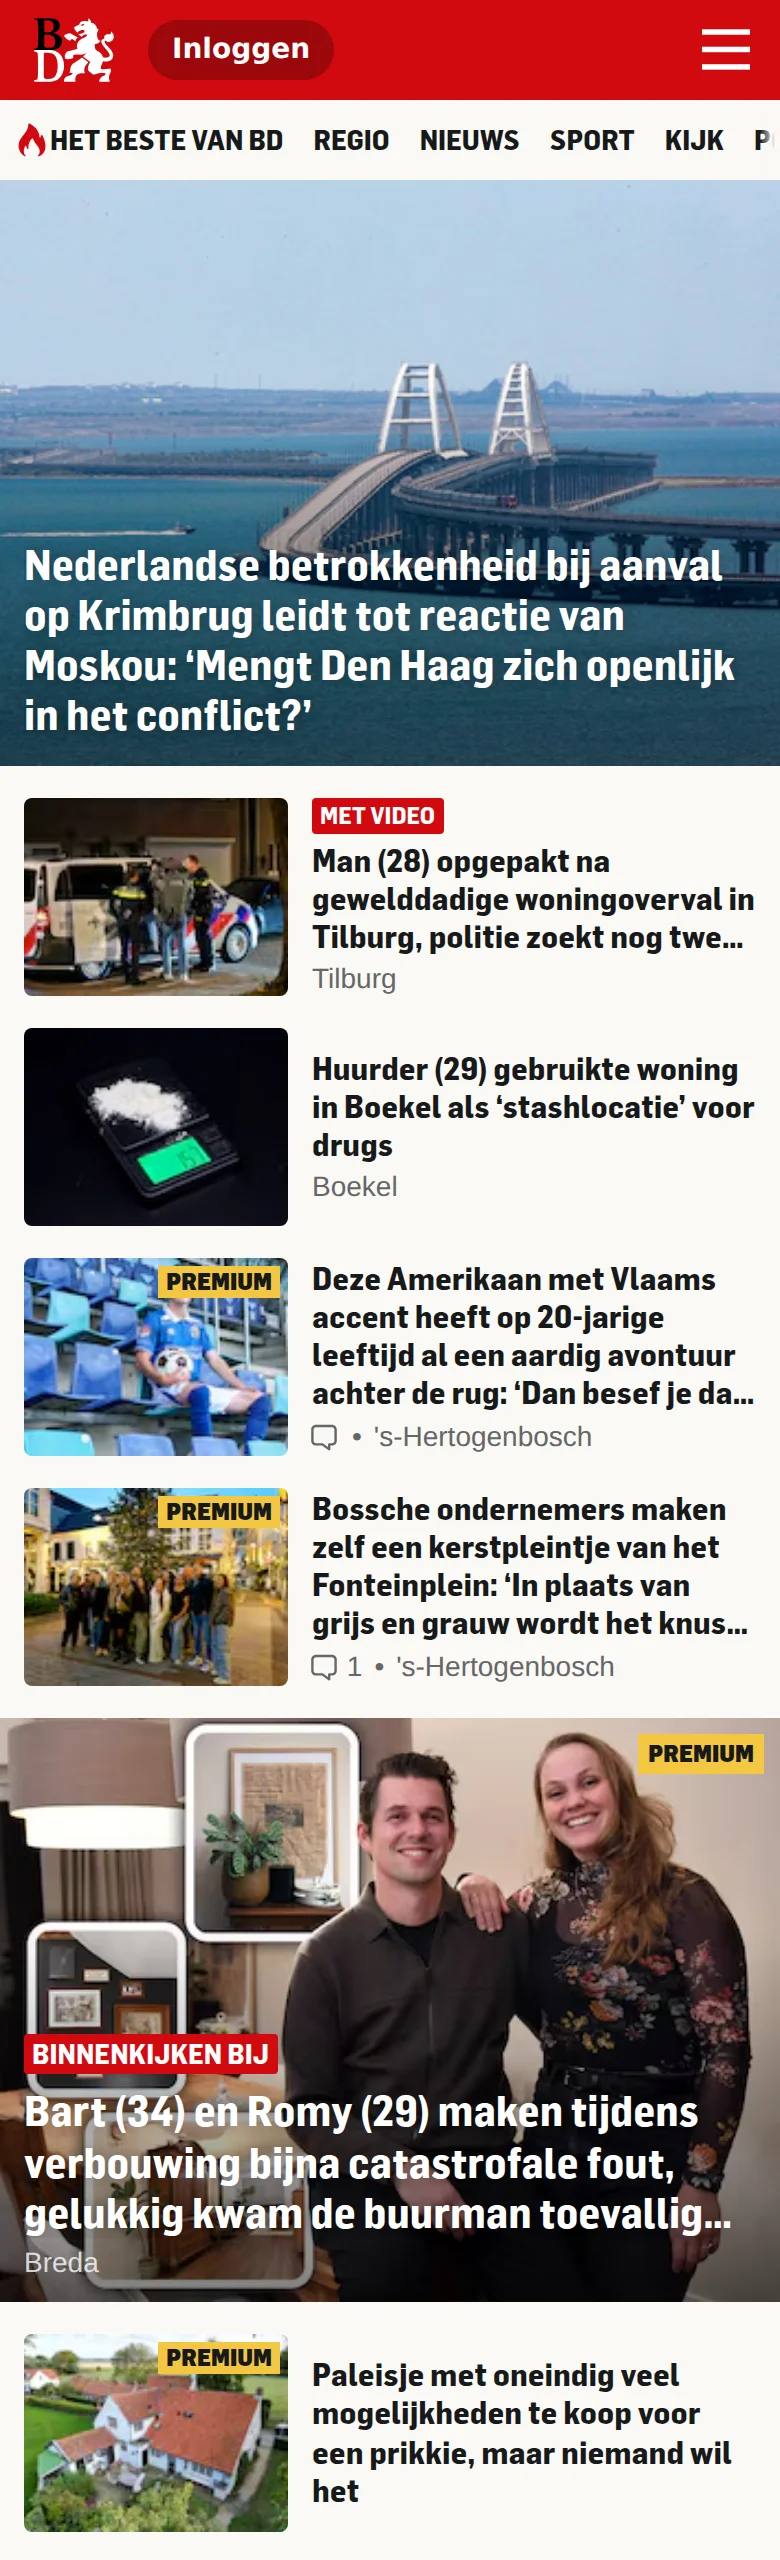 BD
Inloggen
HET BESTE VAN BD REGIO NIEUWS SPORT KIJK
Nederlandse betrokkenheid bij aanval
op Krimbrug leidt tot reactie van
Moskou: ‘Mengt Den Haag zich openlijk
in het conflict?’
MET VIDEO
Man (28) opgepakt na
gewelddadige woningoverval in
Tilburg, politie zoekt nog twe...
Tilburg
157
Huurder (29) gebruikte woning
in Boekel als ‘stashlocatie’ voor
drugs
Boekel
PREMIUM
Deze Amerikaan met Vlaams
accent heeft op 20-jarige
leeftijd al een aardig avontuur
achter de rug: ‘Dan besef je da...
• 's-Hertogenbosch
PREMIUM
Bossche ondernemers maken
zelf een kerstpleintje van het
Fonteinplein: ‘In plaats van
grijs en grauw wordt het knus...
1 • 's-Hertogenbosch
PREMIUM
BINNENKIJKEN BIJ
Bart (34) en Romy (29) maken tijdens
verbouwing bijna catastrofale fout,
gelukkig kwam de buurman toevallig...
Breda
PREMIUM
Paleisje met oneindig veel
mogelijkheden te koop voor
een prikkie, maar niemand wil
het